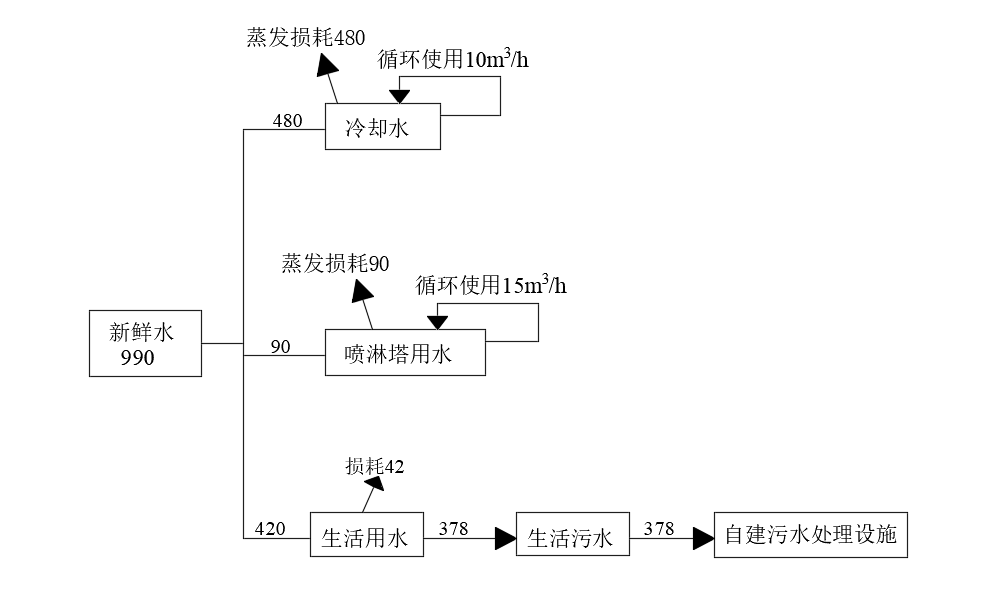 蒸发损耗480
循环使用10m³/h
480
冷却水
蒸发损耗90
循环使用15m³/h
新鲜水
990
90
喷淋塔用水
损耗42
420
生活用水
378
生活污水
378
自建污水处理设施